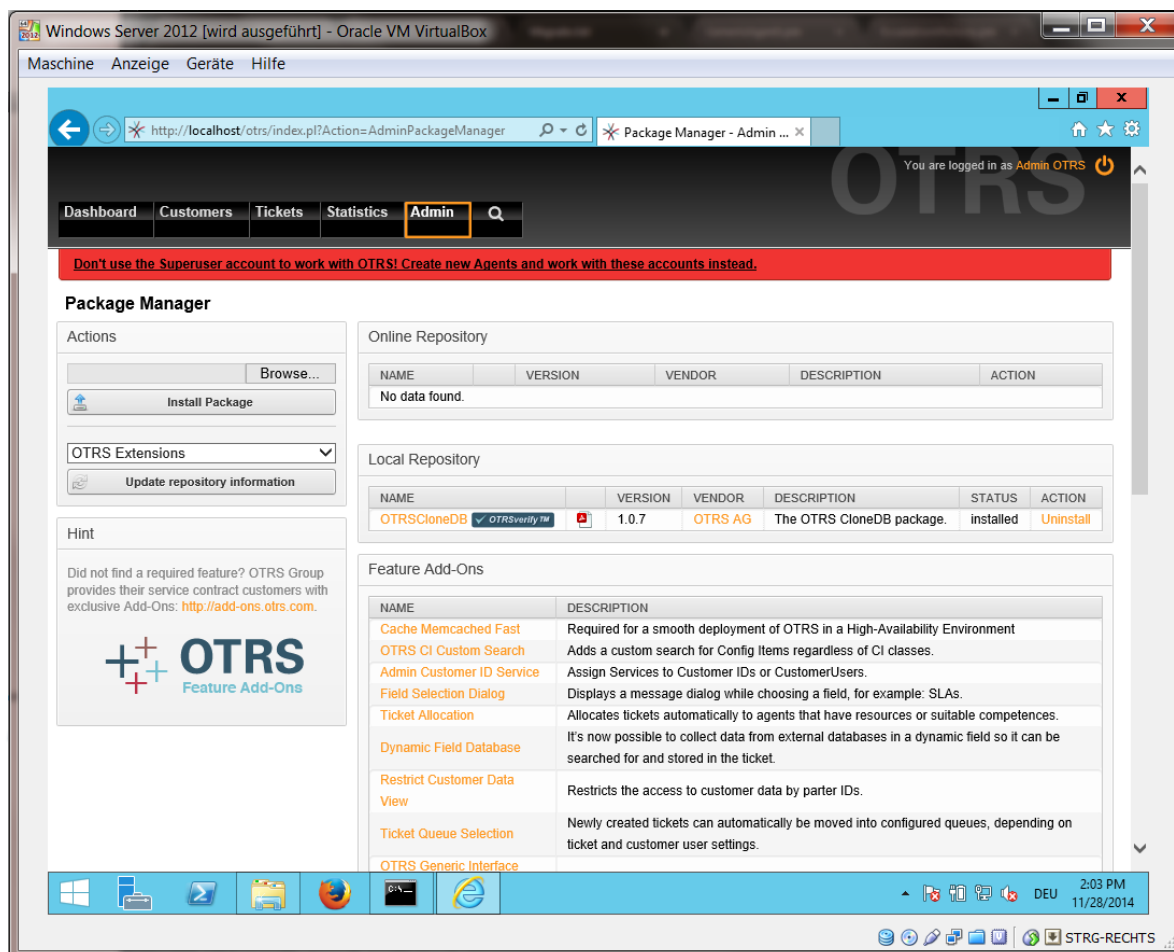 Windows Server 2012 [wird ausgeführt] - Oracle VM VirtualBox
Maschine Anzeige Geräte Hilfe
http://localhost/otrs/index.pl?Action=AdminPackageManager
Package Manager - Admin ...
You are logged in as Admin OTRS
OTRS
Dashboard Customers Tickets Statistics Admin
Don't use the Superuser account to work with OTRS! Create new Agents and work with these accounts instead.
Package Manager
Actions
Browse...
Install Package
OTRS Extensions
Update repository information
Hint
Did not find a required feature? OTRS Group
provides their service contract customers with
exclusive Add-Ons: http://add-ons.otrs.com.
OTRS
Feature Add-Ons
Online Repository
NAME VERSION VENDOR DESCRIPTION ACTION
No data found.
Local Repository
NAME VERSION VENDOR DESCRIPTION STATUS ACTION
OTRSCloneDB OTRSverify™ 1.0.7 OTRS AG The OTRS CloneDB package. installed Uninstall
Feature Add-Ons
NAME DESCRIPTION
Cache Memcached Fast Required for a smooth deployment of OTRS in a High-Availability Environment
OTRS CI Custom Search Adds a custom search for Config Items regardless of CI classes.
Admin Customer ID Service Assign Services to Customer IDs or CustomerUsers.
Field Selection Dialog Displays a message dialog while choosing a field, for example: SLAs.
Ticket Allocation Allocates tickets automatically to agents that have resources or suitable competences.
Dynamic Field Database It's now possible to collect data from external databases in a dynamic field so it can be
searched for and stored in the ticket.
Restrict Customer Data
View
Restricts the access to customer data by parter IDs.
Ticket Queue Selection Newly created tickets can automatically be moved into configured queues, depending on
ticket and customer user settings.
OTRS Generic Interface
C:\
DEU
2:03 PM
11/28/2014
STRG-RECHTS